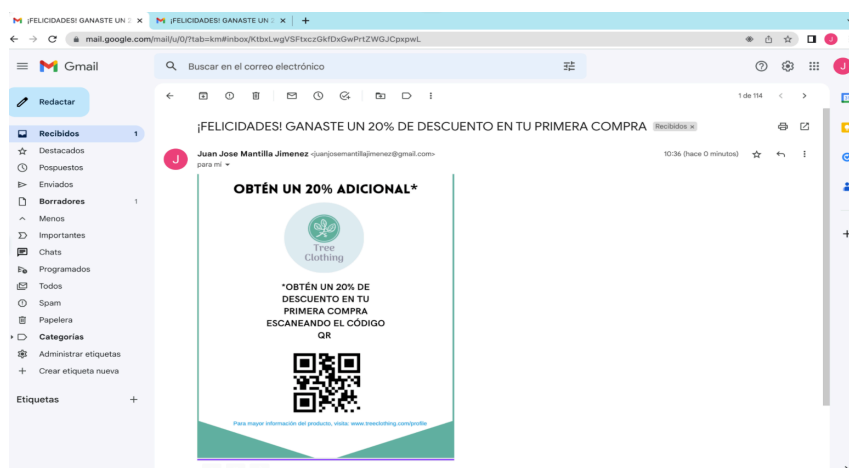 ¡FELICIDADES! GANASTE UN 2
¡FELICIDADES! GANASTE UN 2
mail.google.com/mail/u/0/?tab=km#inbox/KtbxLwgVSFtxczGkfDxGwPrtZWGJCpxpwL
J
Gmail
Buscar en el correo electrónico
J
Redactar
1 de 114
Recibidos 1
Destacados
Pospuestos
Enviados
Borradores 1
Menos
Importantes
Chats
Programados
Todos
Spam
Papelera
Categorías
Administrar etiquetas
Crear etiqueta nueva
Etiquetas
¡FELICIDADES! GANASTE UN 20% DE DESCUENTO EN TU PRIMERA COMPRA Recibidos x
J
Juan Jose Mantilla Jimenez <juanjosemantillajimenez@gmail.com>
10:36 (hace 0 minutos)
para mí
OBTÉN UN 20% ADICIONAL*
Tree
Clothing
*OBTÉN UN 20% DE
DESCUENTO EN TU
PRIMERA COMPRA
ESCANEANDO EL CÓDIGO
QR
Para mayor información del producto, visita: www.treeclothing.com/profile